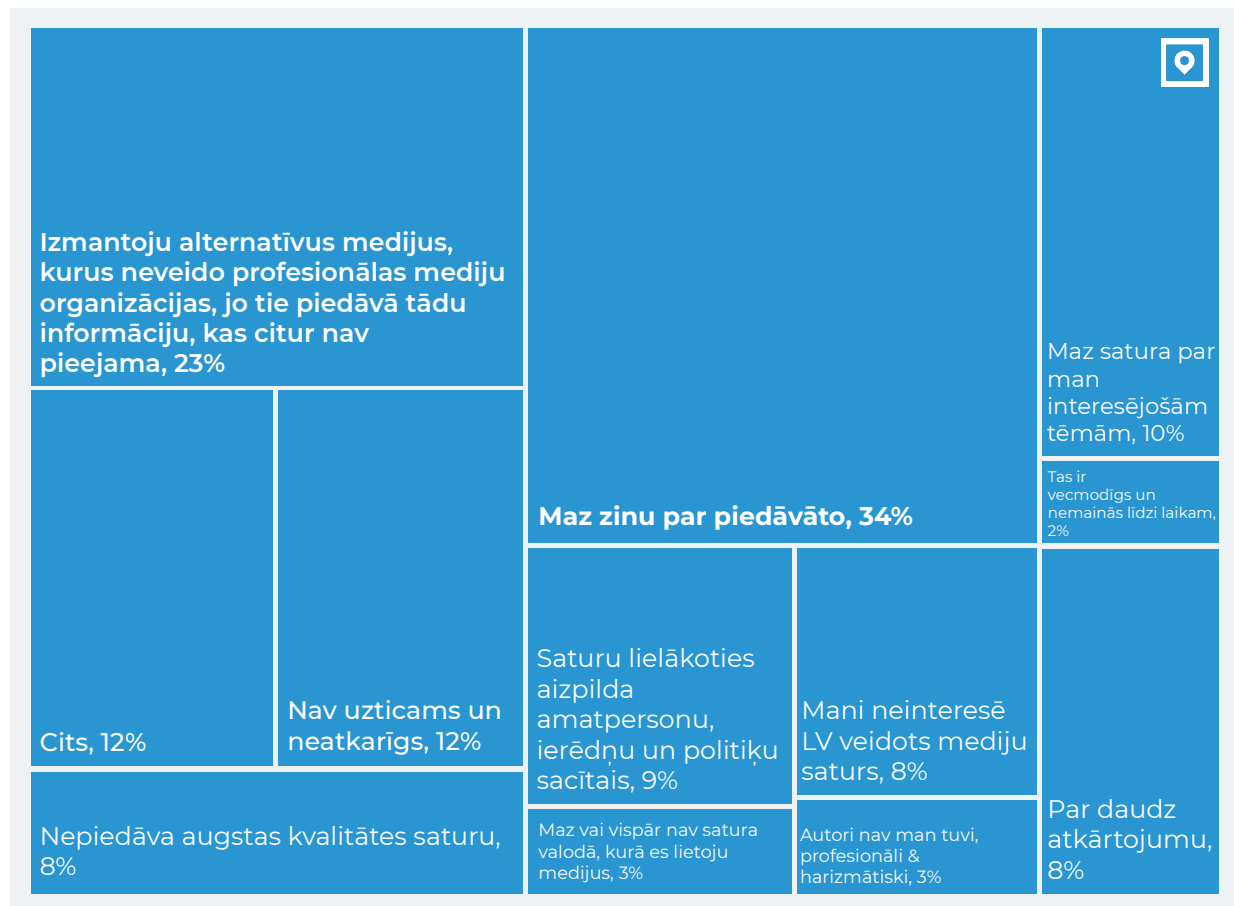 Izmantoju alternatīvus medijus,
kurus neveido profesionālas mediju
organizācijas, jo tie piedāvā tādu
informāciju, kas citur nav
pieejama, 23%
Cits, 12%
Nav uzticams un
neatkarīgs, 12%
Nepiedāva augstas kvalitātes saturu,
8%
Maz zinu par piedāvāto, 34%
Saturu lielākoties
aizpilda
amatpersonu,
ierēdņu un politiķu
sacītais, 9%
Maz vai vispār nav satura
valodā, kurā es lietoju
medijus, 3%
Mani neinteresē
LV veidots mediju
saturs, 8%
Autori nav man tuvi,
profesionāli &
harizmātiski, 3%
Maz satura par
man
interesējošām
tēmām, 10%
Tas ir
vecmodīgs un
nemainās līdzi laikam,
2%
Par daudz
atkārtojumu,
8%